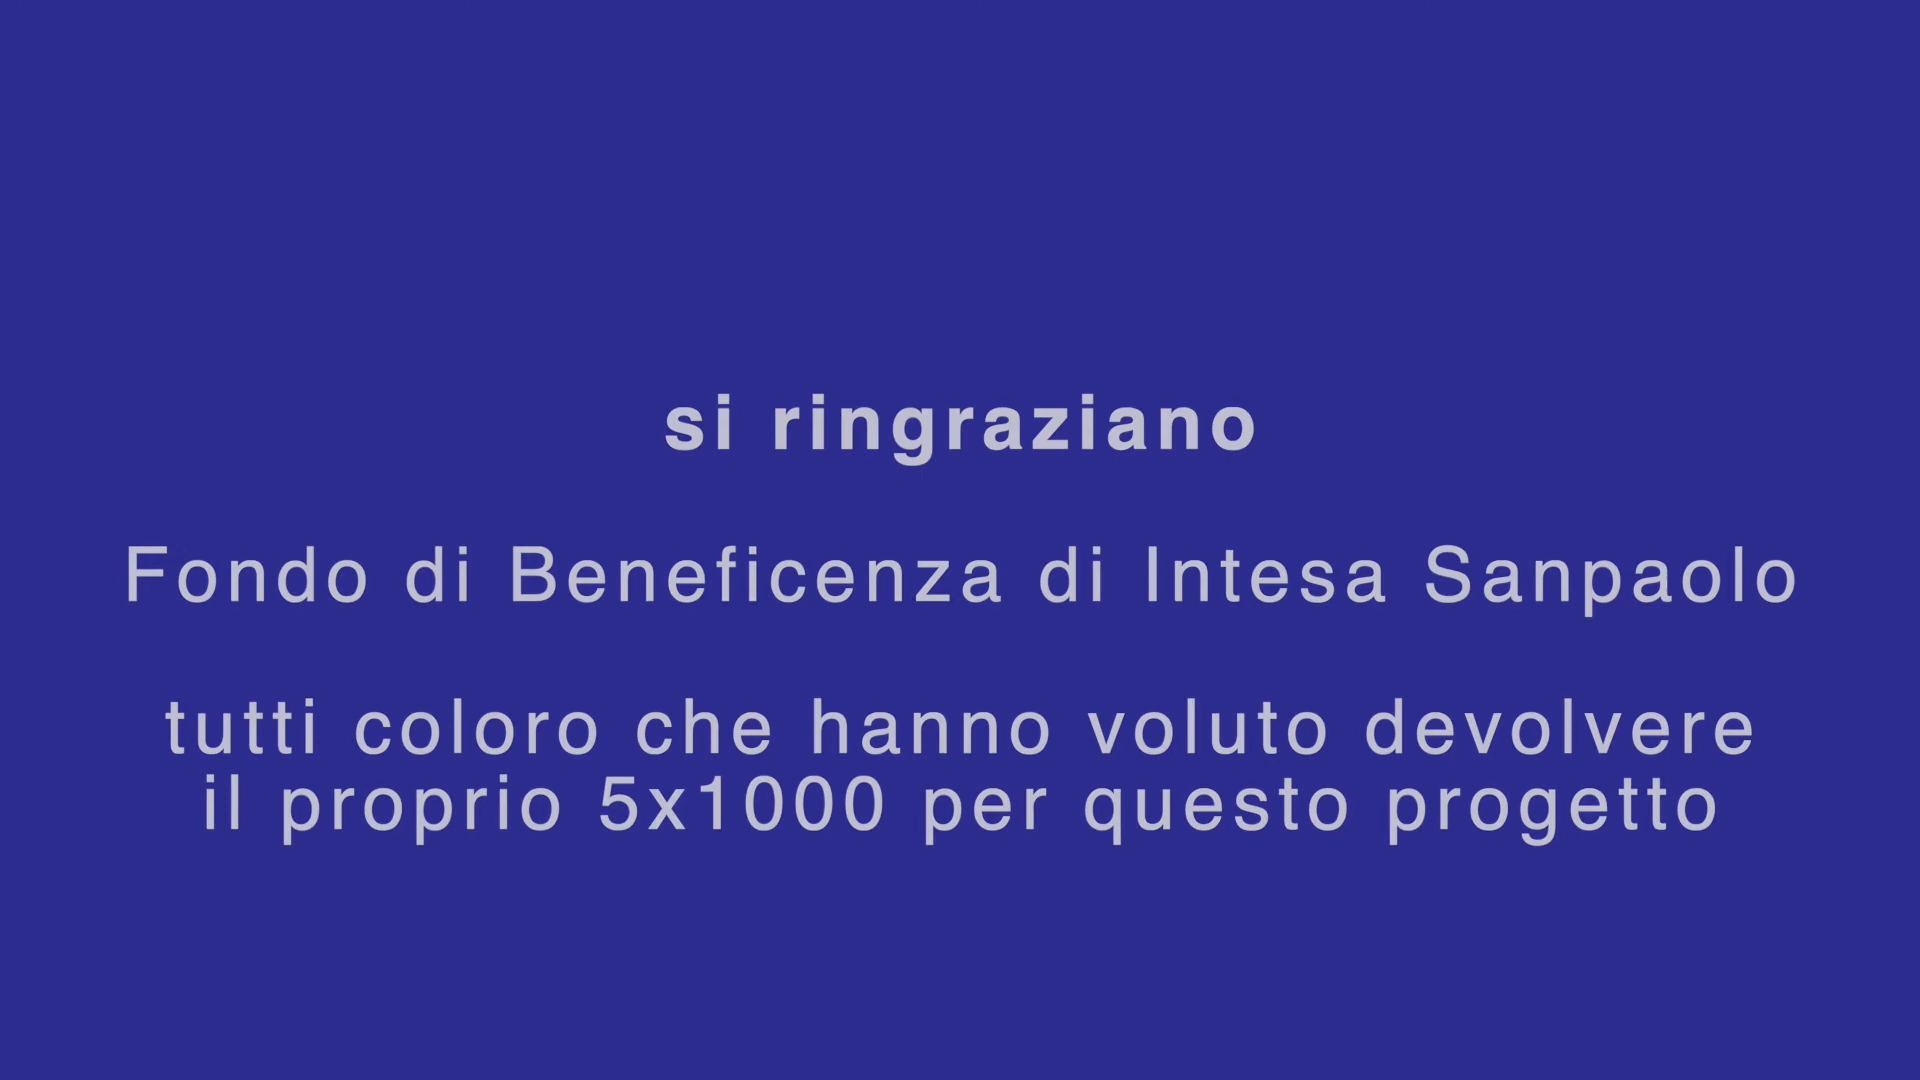 si ringraziano
Fondo di Beneficenza di Intesa Sanpaolo
tutti coloro che hanno voluto devolvere
il proprio 5x1000 per questo progetto